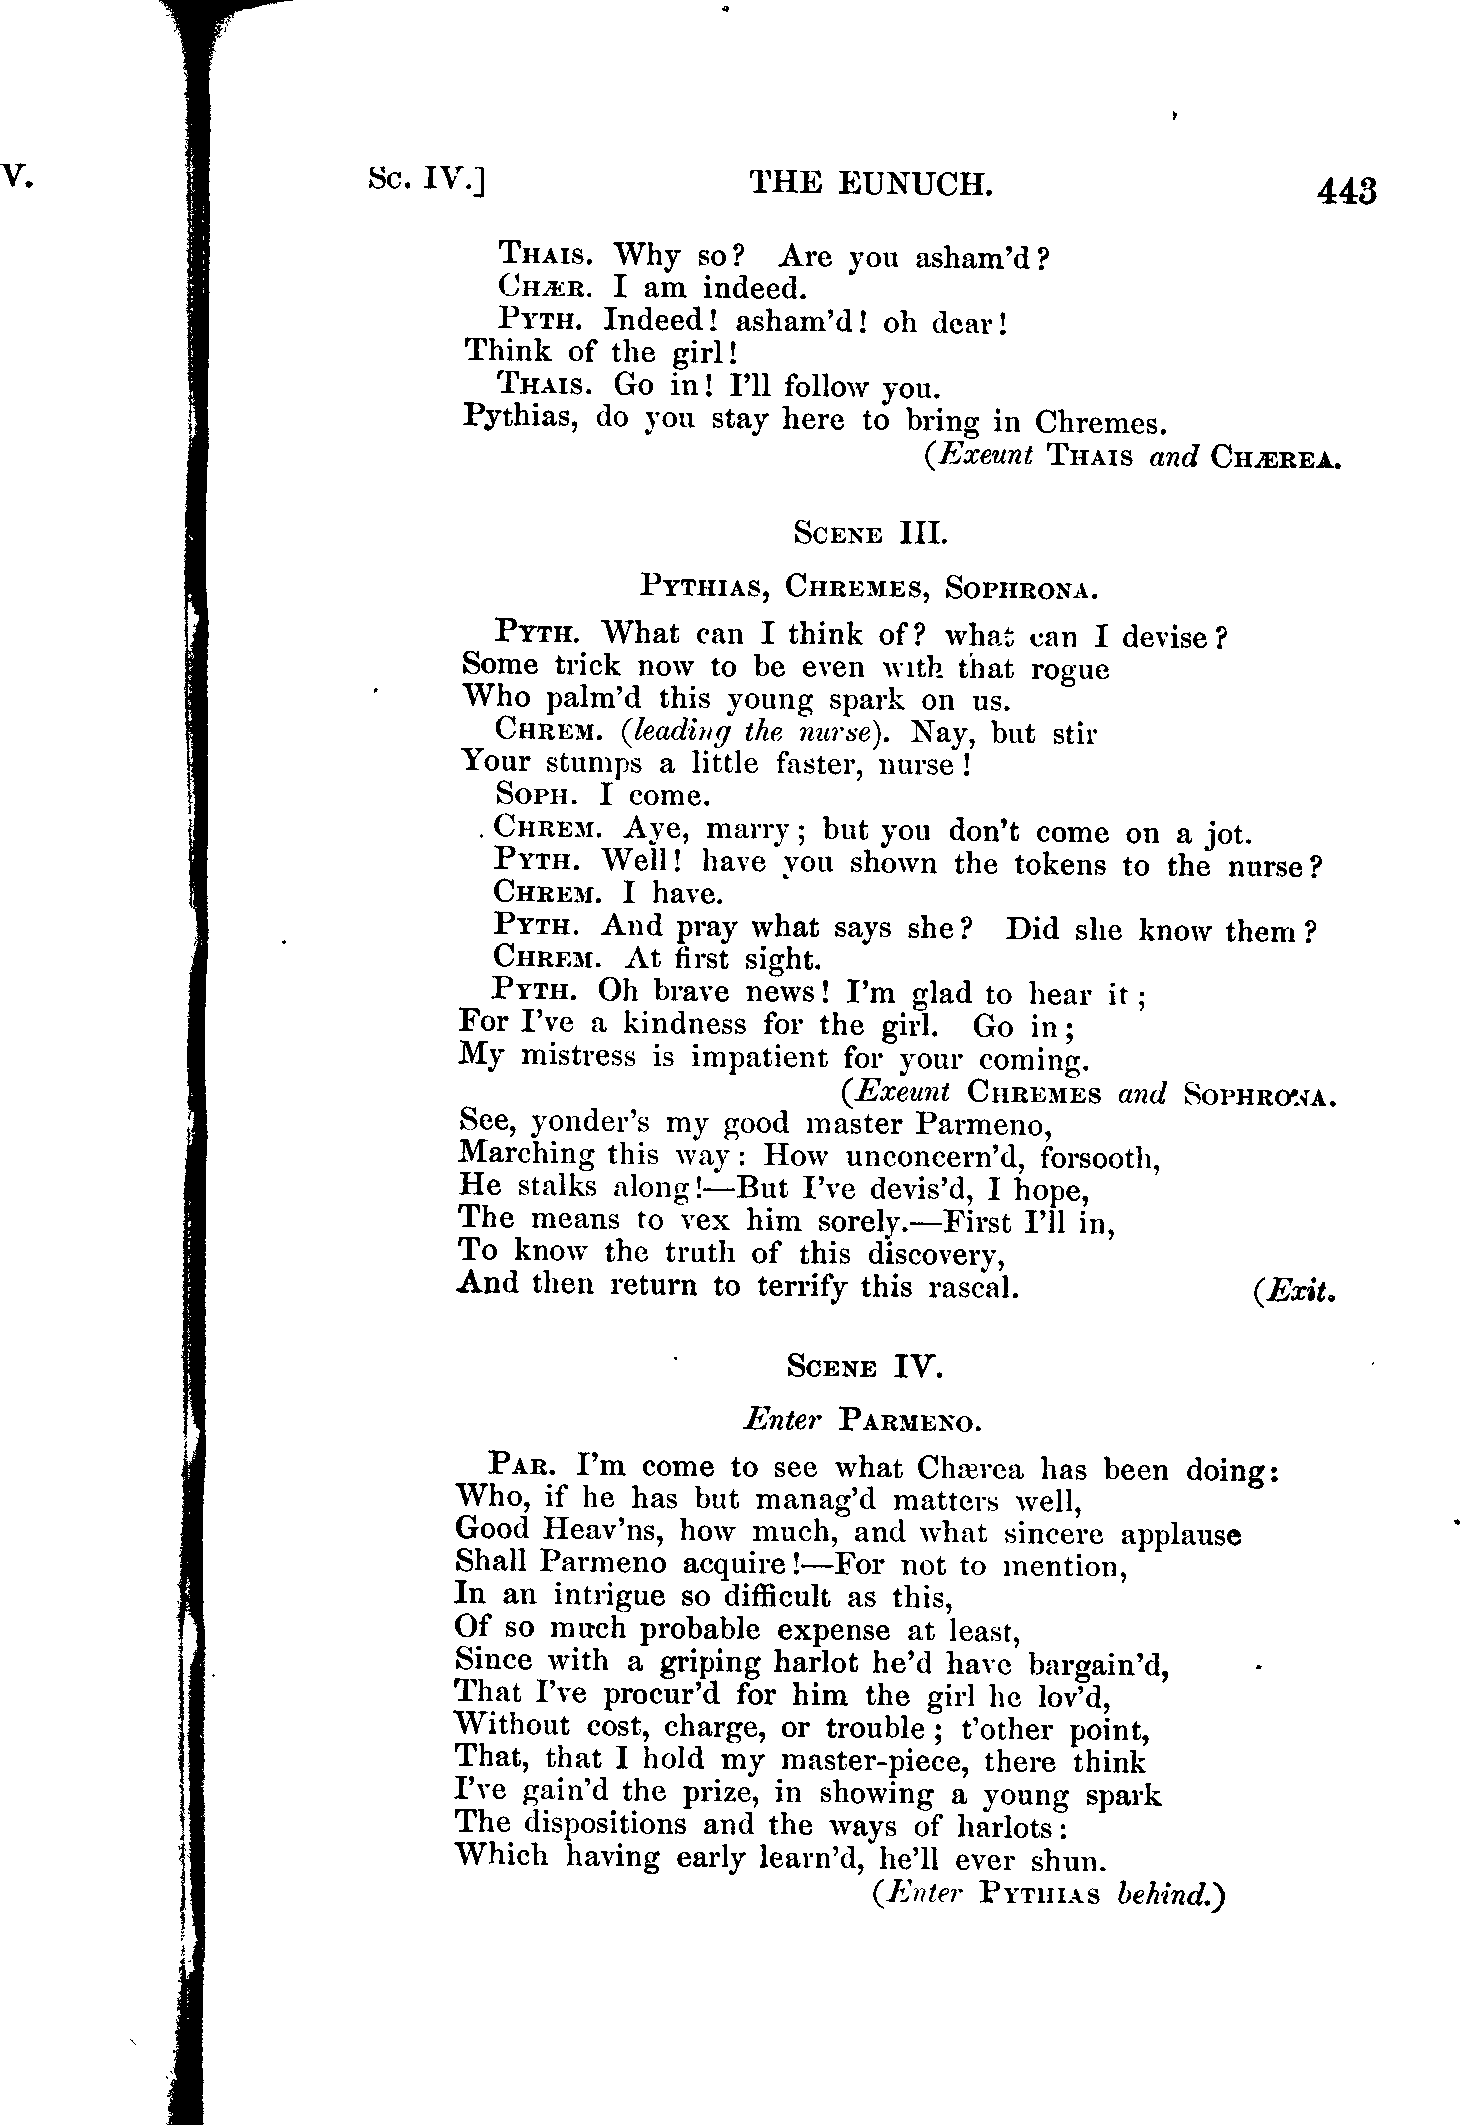 V.
Sc. IV.] THE EUNUCH. 443
THAIS. Why so? Are you asham'd?
CHÆR. I am indeed.
PYTH. Indeed! asham'd! oh dear!
Think of the girl!
THAIS. Go in! I'll follow you.
Pythias, do you stay here to bring in Chremes.
(Exeunt THAIS and CHÆREA.
SCENE III.
PYTHIAS, CHREMES, SOPHRONA.
PYTH. What can I think of? what can I devise?
Some trick now to be even with that rogue
Who palm'd this young spark on us.
CHREM. (leading the nurse). Nay, but stir
Your stumps a little faster, nurse!
SOPH. I come.
CHREM. Aye, marry; but you don't come on a jot.
PYTH. Well! have you shown the tokens to the nurse?
CHREM. I have.
PYTH. And pray what says she? Did she know them?
CHREM. At first sight.
PYTH. Oh brave news! I'm glad to hear it;
For I've a kindness for the girl. Go in;
My mistress is impatient for your coming.
(Exeunt CHREMES and SOPHRONA.
See, yonder's my good master Parmeno,
Marching this way: How unconcern'd, forsooth,
He stalks along!—But I've devis'd, I hope,
The means to vex him sorely.—First I'll in,
To know the truth of this discovery,
And then return to terrify this rascal. (Exit.
SCENE IV.
Enter PARMENO.
PAR. I'm come to see what Chærea has been doing:
Who, if he has but manag'd matters well,
Good Heav'ns, how much, and what sincere applause
Shall Parmeno acquire!—For not to mention,
In an intrigue so difficult as this,
Of so much probable expense at least,
Since with a griping harlot he'd have bargain'd,
That I've procur'd for him the girl he lov'd,
Without cost, charge, or trouble; t'other point,
That, that I hold my master-piece, there think
I've gain'd the prize, in showing a young spark
The dispositions and the ways of harlots:
Which having early learn'd, he'll ever shun.
(Enter PYTHIAS behind.)